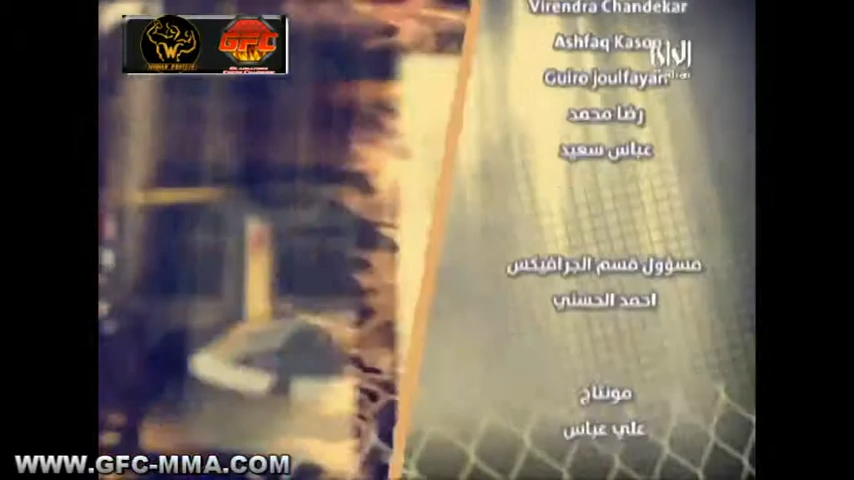 Virendra Chandekar
Ashfaq Kason
Guiro Joulfayan
رضا محمد
عباس سعيد
مسؤول قسم الجرافيكس
احمد الحسني
مونتاج
علي عباس
GFC
WWW.GFC-MMA.COM